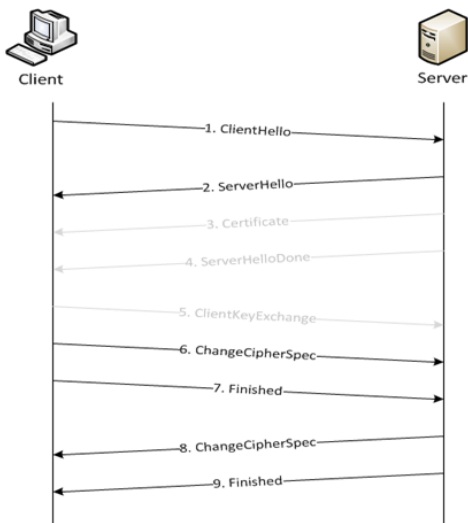 Client
Server
1. ClientHello
2. ServerHello
3. Certificate
4. ServerHelloDone
5. ClientKeyExchange
6. ChangeCipherSpec
7. Finished
8. ChangeCipherSpec
9. Finished